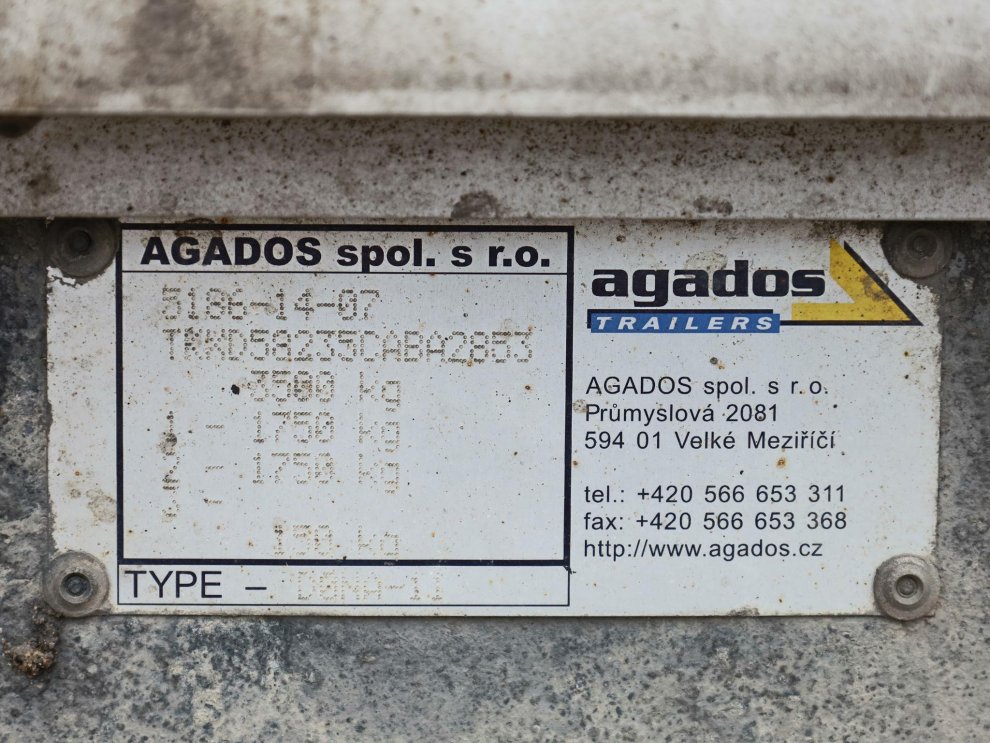 AGADOS spol. s r.o.
5186-14-07
3500 kg
1 - 1750 kg
2 - 1750 kg
3 -
150 kg
TYPE - DONA-11
agados
TRAILERS
AGADOS spol. s r.o.
Průmyslová 2081
594 01 Velké Meziříčí
tel.: +420 566 653 311
fax: +420 566 653 368
http://www.agados.cz